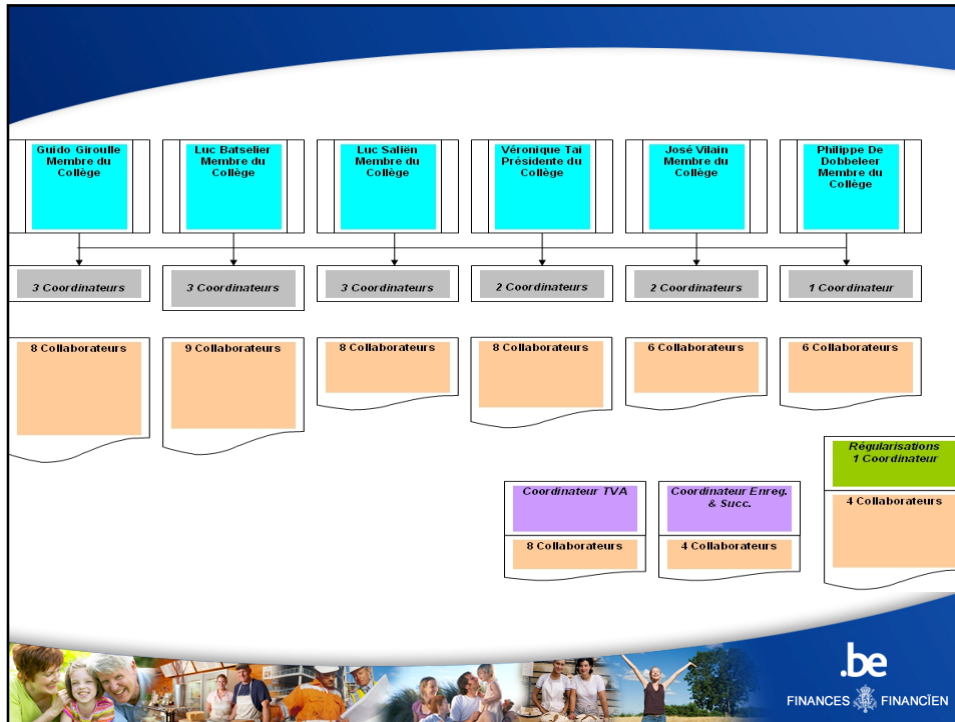 Guido Giroulle
Membre du
Collège
Luc Batselier
Membre du
Collège
Luc Saliën
Membre du
Collège
Véronique Tai
Présidente du
Collège
José Vilain
Membre du
Collège
Philippe De
Dobbeleer
Membre du
Collège
3 Coordinateurs
3 Coordinateurs
3 Coordinateurs
2 Coordinateurs
2 Coordinateurs
1 Coordinateur
8 Collaborateurs
9 Collaborateurs
8 Collaborateurs
8 Collaborateurs
6 Collaborateurs
6 Collaborateurs
Régularisations
1 Coordinateur
4 Collaborateurs
Coordinateur TVA
8 Collaborateurs
Coordinateur Enreg.
& Succ.
4 Collaborateurs
.be
FINANCES FINANCÏEN